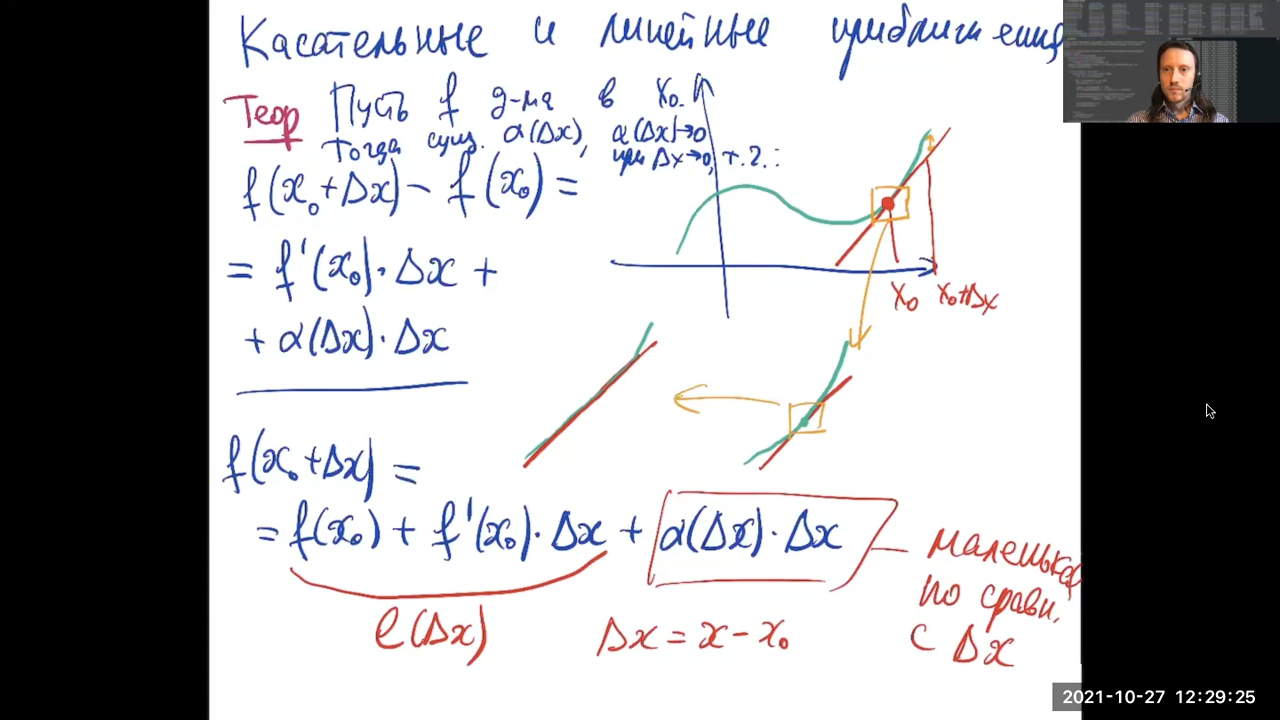 Касательные и линейные приближения
Теор Пусть f д-ма в x₀.
Тогда сущ. α(Δx), α(Δx)→0
при Δx→0, т.ч.:
f(x₀+Δx) – f(x₀) =
= f'(x₀)·Δx +
+ α(Δx)·Δx
x₀ x₀+Δx
f(x₀+Δx) =
= f(x₀) + f'(x₀)·Δx + α(Δx)·Δx
маленькая
по сравн.
с Δx
l(Δx)
Δx = x – x₀
2021-10-27 12:29:25